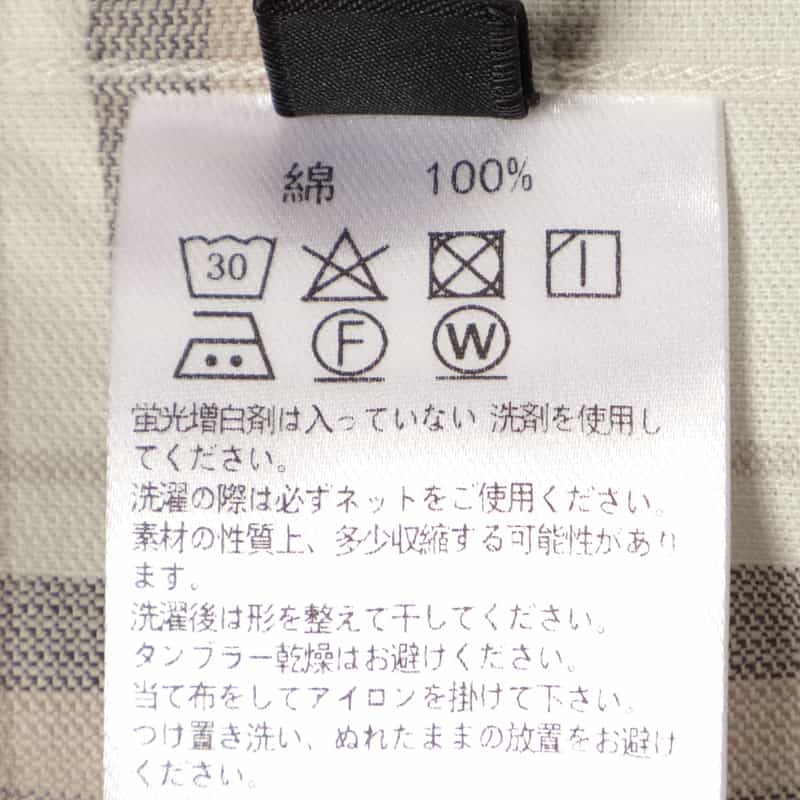 綿 100%
30
F W
蛍光増白剤は入っていない 洗剤を使用し
てください。
洗濯の際は必ずネットをご使用ください。
素材の性質上、多少収縮する可能性があり
ます。
洗濯後は形を整えて干してください。
タンブラー乾燥はお避けください。
当て布をしてアイロンを掛けて下さい。
つけ置き洗い、ぬれたままの放置をお避け
ください。